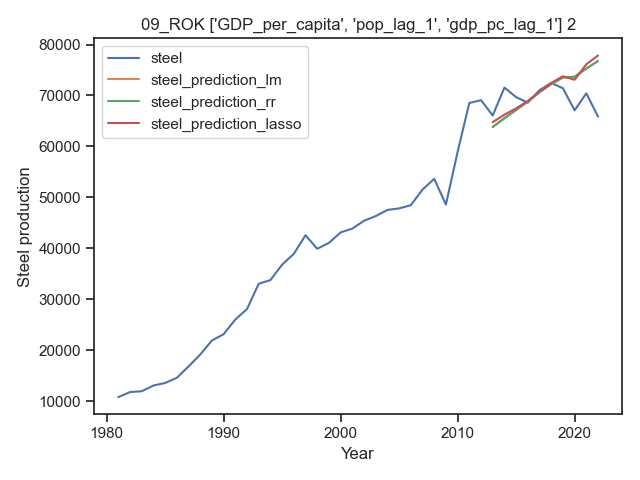 09_ROK ['GDP_per_capita', 'pop_lag_1', 'gdp_pc_lag_1'] 2
80000
70000
60000
50000
40000
30000
20000
10000
Steel production
steel
steel_prediction_lm
steel_prediction_rr
steel_prediction_lasso
1980
1990
2000
2010
2020
Year